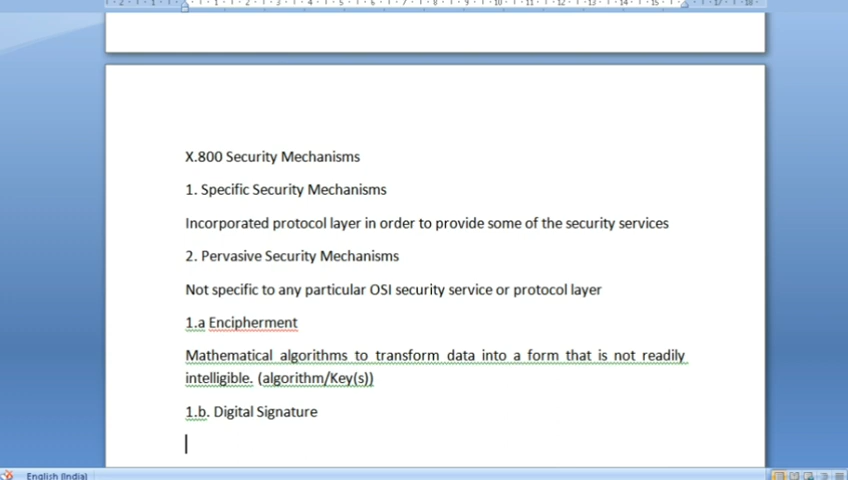 X.800 Security Mechanisms
1. Specific Security Mechanisms
Incorporated protocol layer in order to provide some of the security services
2. Pervasive Security Mechanisms
Not specific to any particular OSI security service or protocol layer
1.a Encipherment
Mathematical algorithms to transform data into a form that is not readily
intelligible. (algorithm/Key(s))
1.b. Digital Signature
English (India)